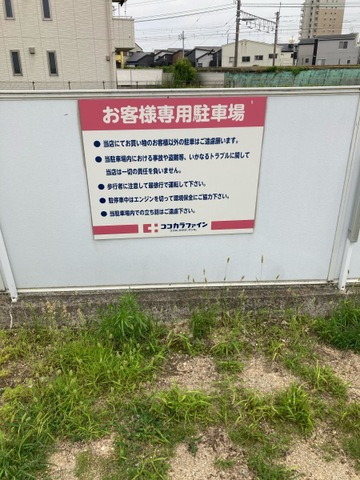 お客様専用駐車場
●当店にてお買い物のお客様以外の駐車はご遠慮願います。
●当駐車場内における事故や盗難等、いかなるトラブルに関して
当店は一切の責任を負いません。
●歩行者に注意して最徐行で運転して下さい。
●駐停車中はエンジンを切って環境保全にご協力下さい。
●当駐車場内での立ち話はご遠慮下さい。
ココカラファイン